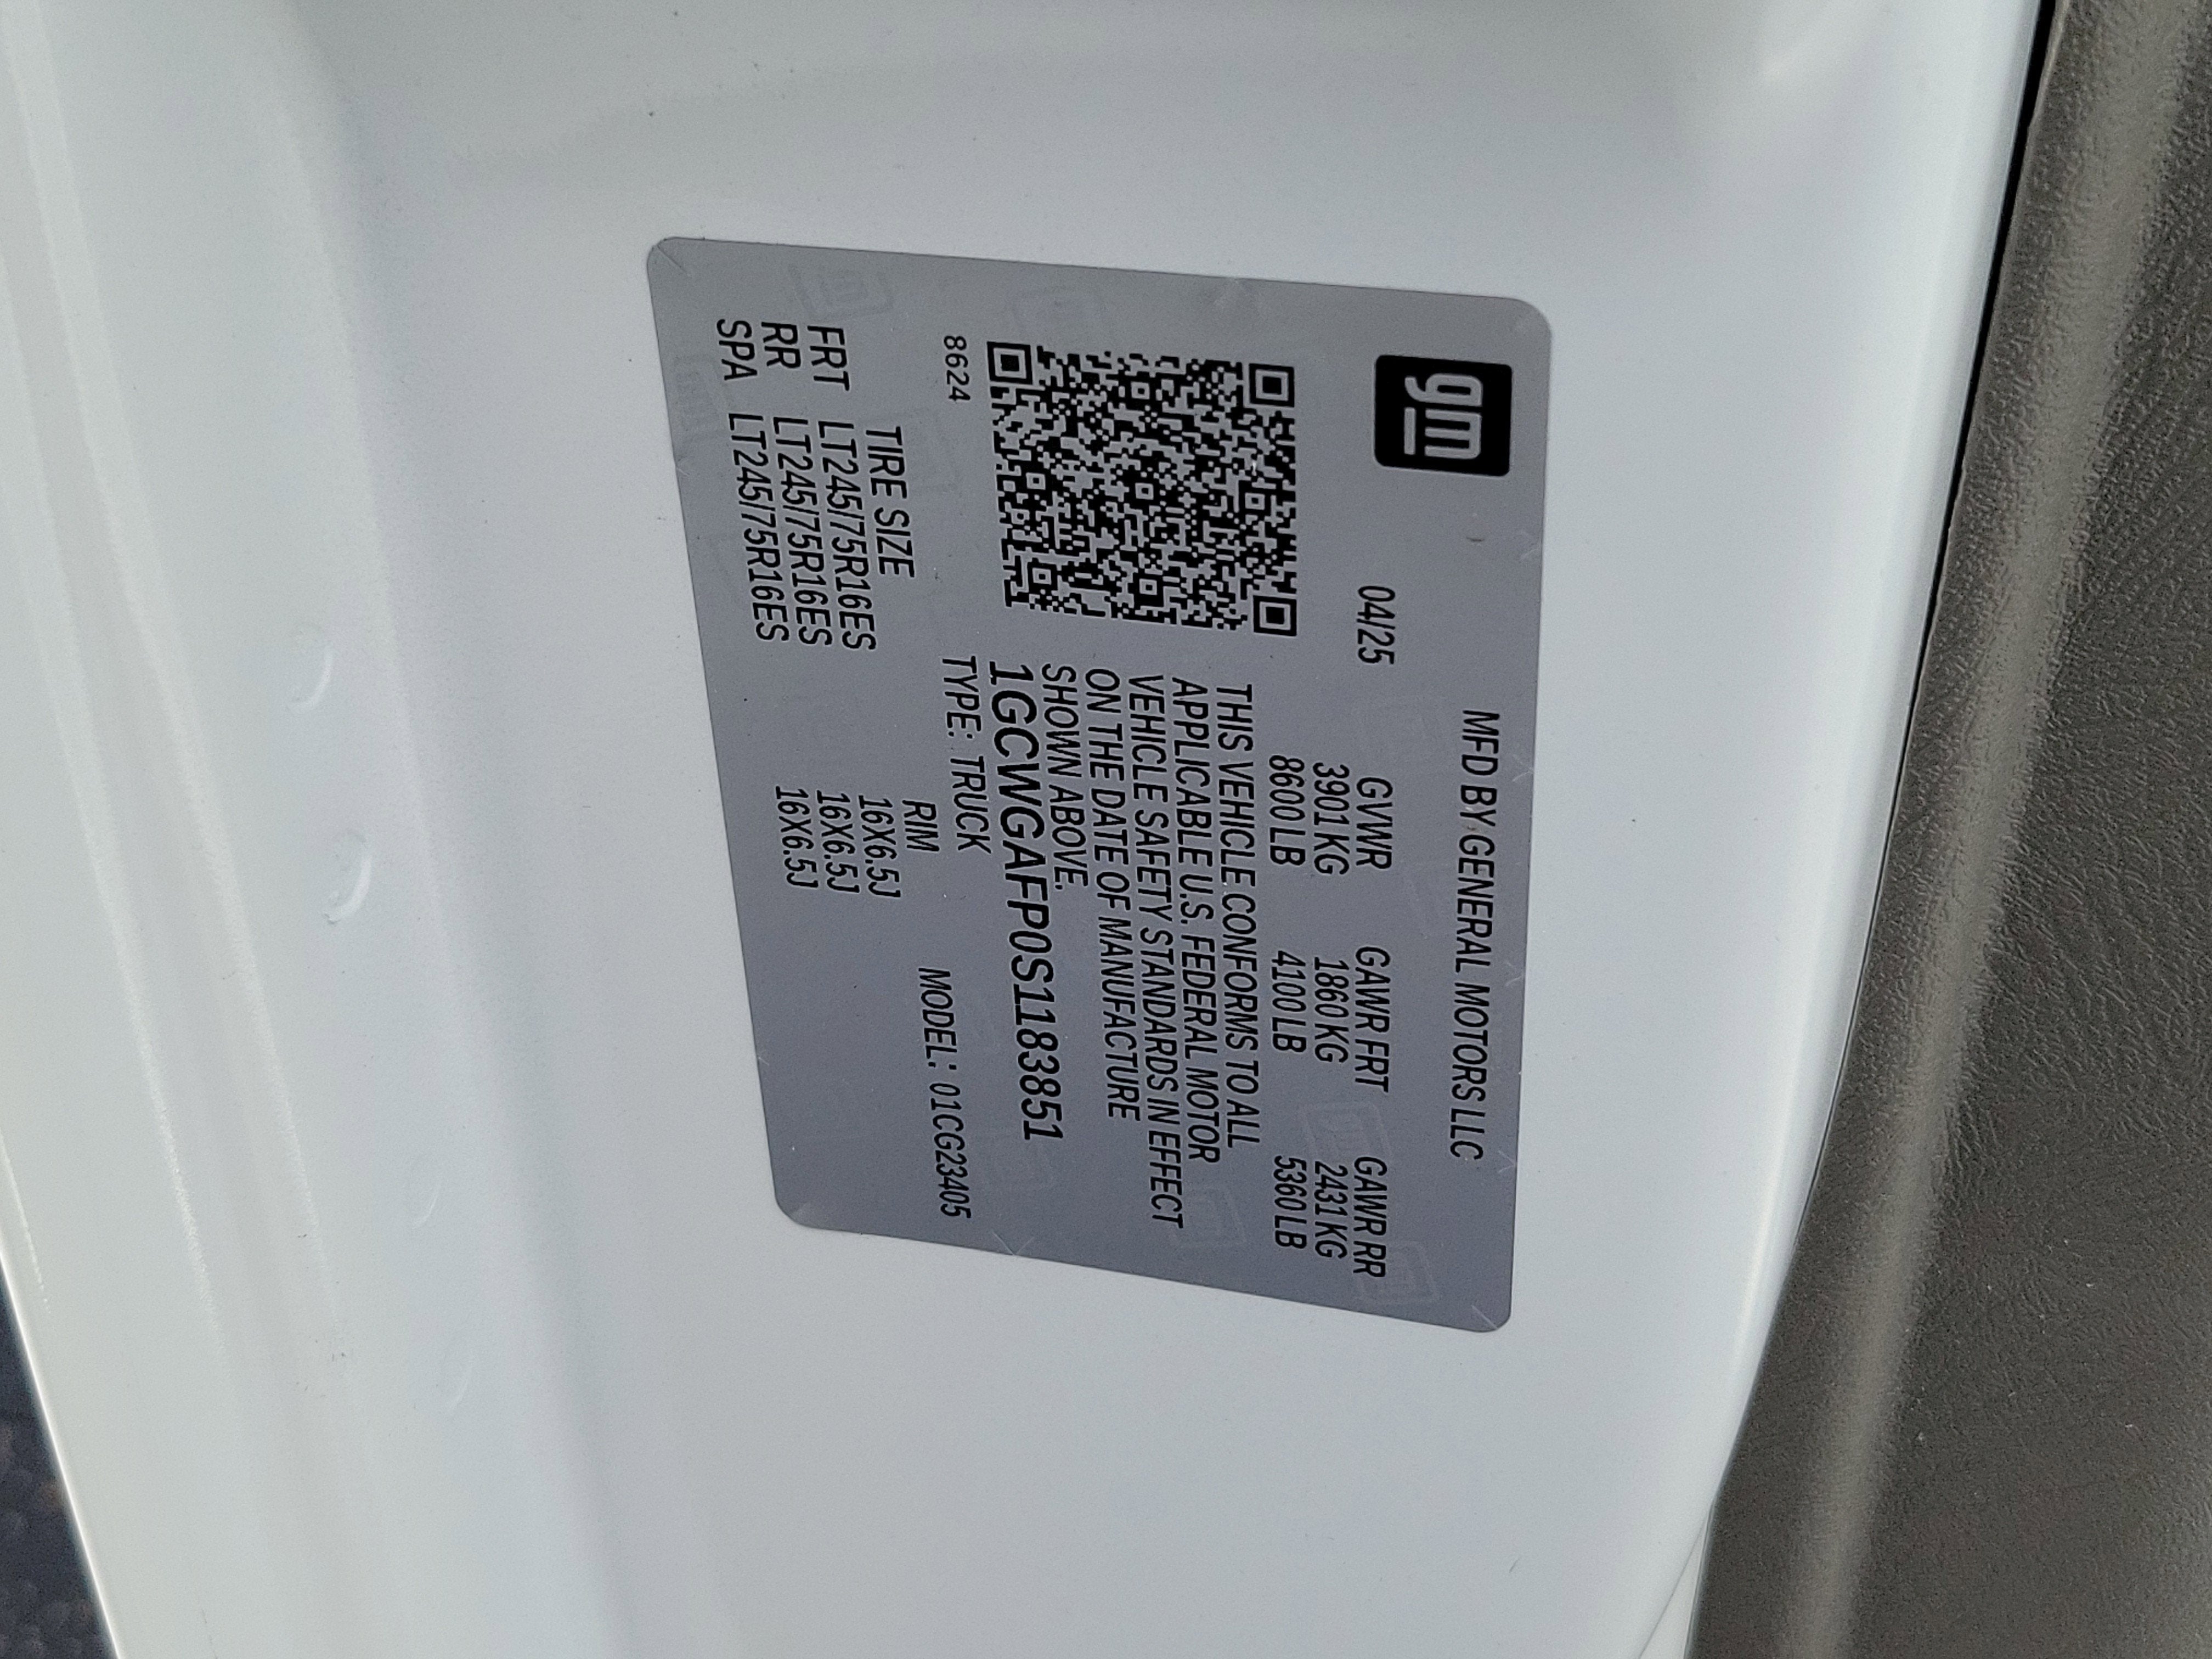 gm
MFD BY GENERAL MOTORS LLC
04/25 GVWR GAWR FRT GAWR RR
3901 KG 1860 KG 2431 KG
8600 LB 4100 LB 5360 LB
THIS VEHICLE CONFORMS TO ALL
APPLICABLE U.S. FEDERAL MOTOR
VEHICLE SAFETY STANDARDS IN EFFECT
ON THE DATE OF MANUFACTURE
SHOWN ABOVE.
1GCWGAFP0S1183851
8624 TYPE: TRUCK MODEL: 01CG23405
TIRE SIZE RIM
FRT LT245/75R16ES 16X6.5J
RR LT245/75R16ES 16X6.5J
SPA LT245/75R16ES 16X6.5J